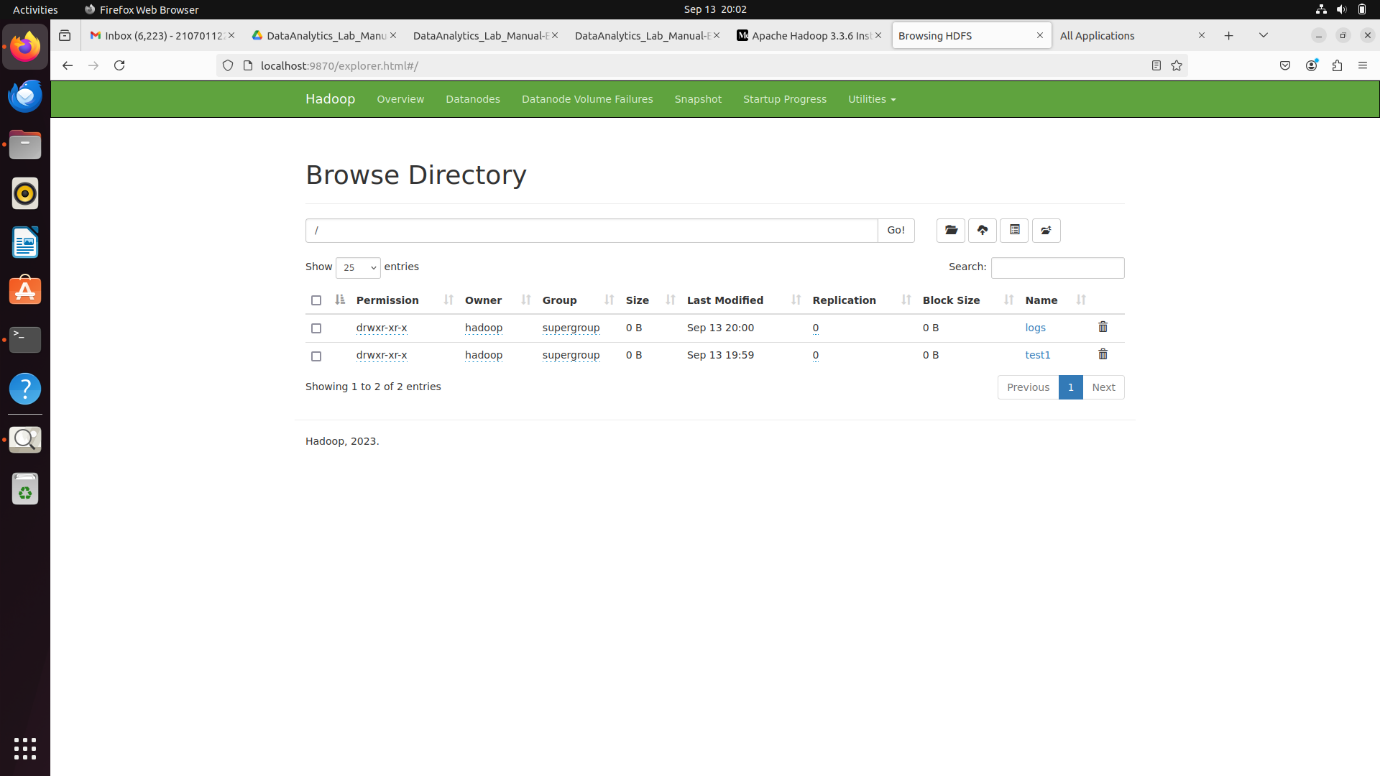 Activities Firefox Web Browser Sep 13 20:02
Inbox (6,223) - 21070112 DataAnalytics_Lab_Manu DataAnalytics_Lab_Manual-E DataAnalytics_Lab_Manual-E Apache Hadoop 3.3.6 Inst Browsing HDFS All Applications
localhost:9870/explorer.html#/
Hadoop Overview Datanodes Datanode Volume Failures Snapshot Startup Progress Utilities
Browse Directory
/ Go!
Show 25 entries Search:
Permission Owner Group Size Last Modified Replication Block Size Name
drwxr-xr-x hadoop supergroup 0 B Sep 13 20:00 0 0 B logs
drwxr-xr-x hadoop supergroup 0 B Sep 13 19:59 0 0 B test1
Showing 1 to 2 of 2 entries Previous 1 Next
Hadoop, 2023.